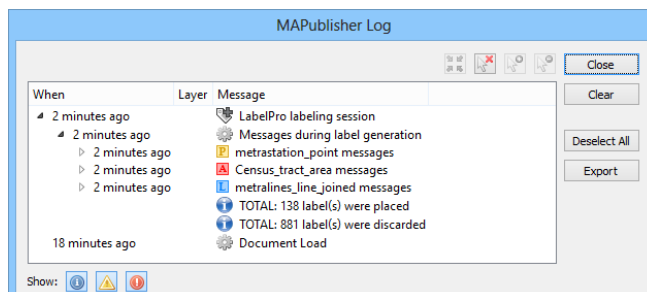 MAPublisher Log
Close
When Layer Message
Clear
2 minutes ago LabelPro labeling session
2 minutes ago Messages during label generation
Deselect All
2 minutes ago P metrastation_point messages
2 minutes ago A Census_tract_area messages
Export
2 minutes ago L metralines_line_joined messages
TOTAL: 138 label(s) were placed
TOTAL: 881 label(s) were discarded
18 minutes ago Document Load
Show: